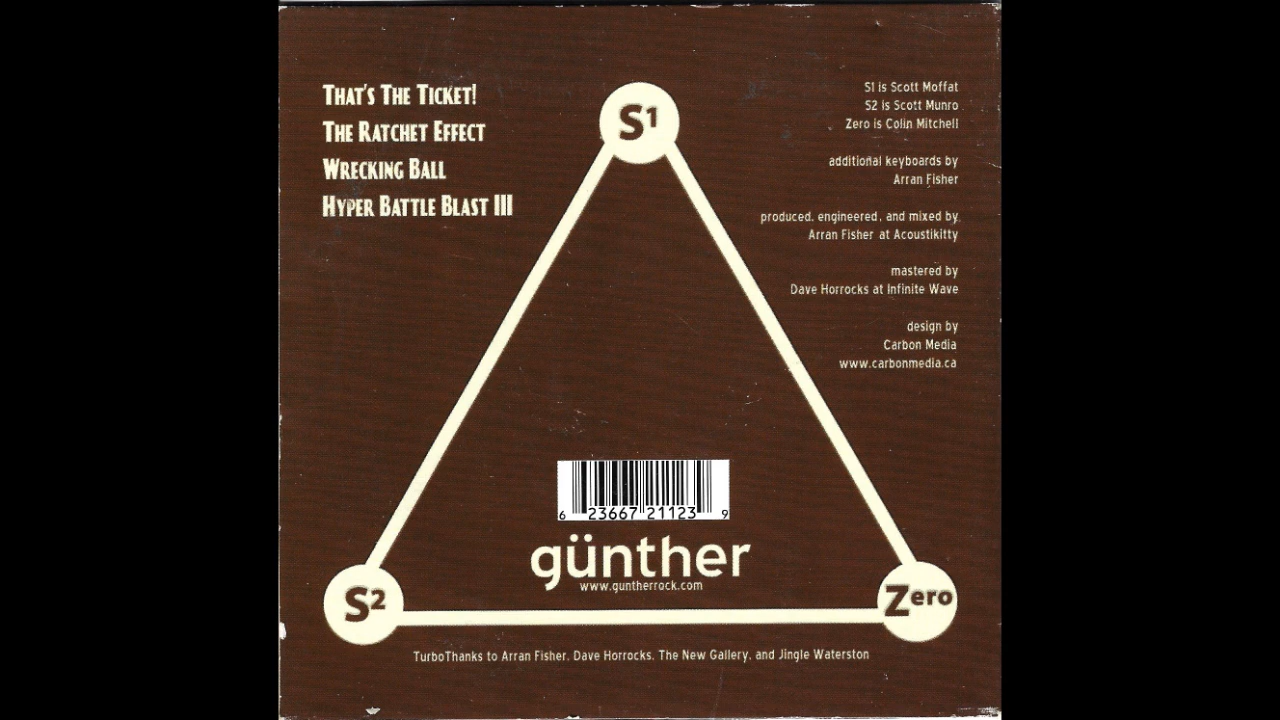 THAT'S THE TICKET!
THE RATCHET EFFECT
WRECKING BALL
HYPER BATTLE BLAST III
S1
S1 is Scott Moffat
S2 is Scott Munro
Zero is Colin Mitchell
additional keyboards by
Arran Fisher
produced, engineered, and mixed by
Arran Fisher at Acoustikitty
mastered by
Dave Horrocks at Infinite Wave
design by
Carbon Media
www.carbonmedia.ca
6 23667 21123 9
günther
www.guntherrock.com
S2
Zero
TurboThanks to Arran Fisher, Dave Horrocks, The New Gallery, and Jingle Waterston